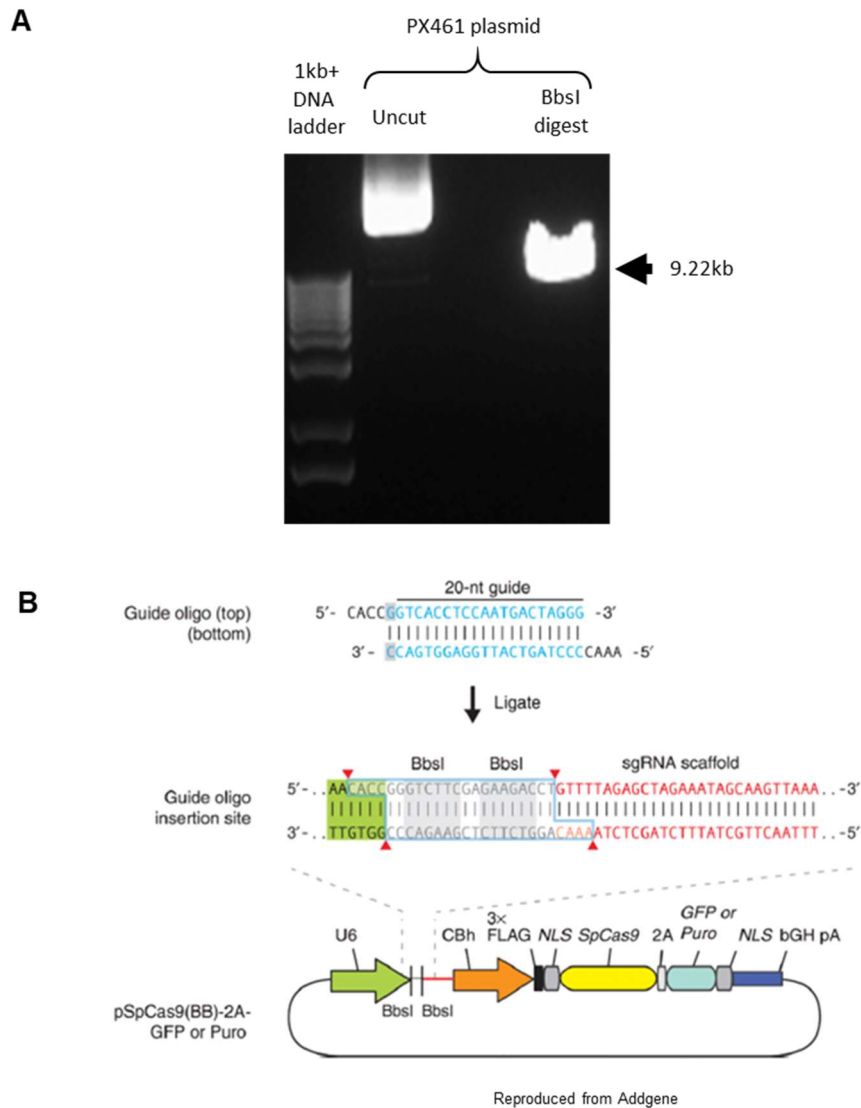 A
PX461 plasmid
1kb+
DNA
ladder
Uncut
BbsI
digest
9.22kb
B
20-nt guide
Guide oligo (top)
5′- CACCGGTCACCTCCAATGACTAGGG -3′
(bottom)
3′- CCAGTGGAGGTTACTGATCCCCAAA -5′
Ligate
BbsI BbsI sgRNA scaffold
5′-..AACACCGGGTCTTCGAGAAGACCTGTTTTAGAGCTAGAAATAGCAAGTTAAA..-3′
Guide oligo
insertion site
3′-..TTGTGGCCCAGAAGCTCTTCTGGACAAAATCTCGATCTTTATCGTTCAATTT..-5′
U6 CBh 3× FLAG NLS SpCas9 2A GFP or Puro NLS bGH pA
BbsI BbsI
pSpCas9(BB)-2A-
GFP or Puro
Reproduced from Addgene